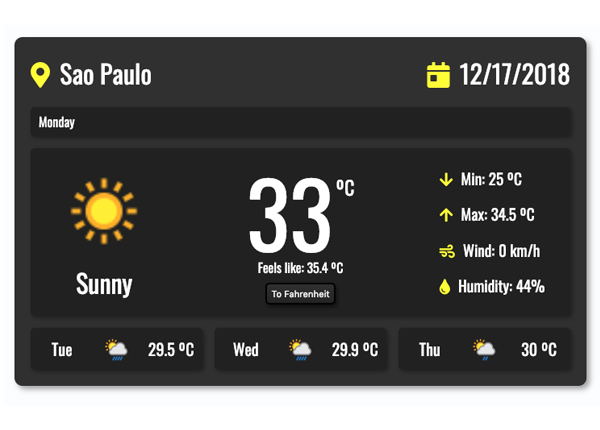 Sao Paulo
12/17/2018
Monday
Sunny
33 ºC
Feels like: 35.4 ºC
To Fahrenheit
Min: 25 ºC
Max: 34.5 ºC
Wind: 0 km/h
Humidity: 44%
Tue 29.5 ºC
Wed 29.9 ºC
Thu 30 ºC